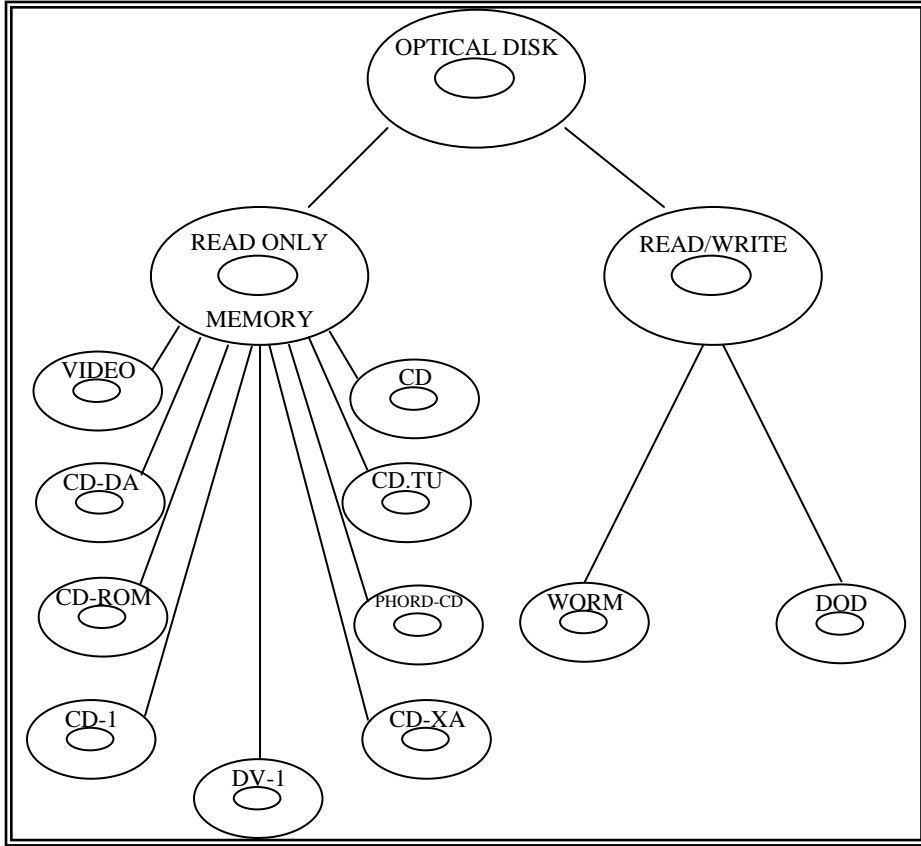 OPTICAL DISK
READ ONLY
MEMORY
READ/WRITE
VIDEO
CD
CD-DA
CD.TU
CD-ROM
PHORD-CD
WORM
DOD
CD-1
CD-XA
DV-1